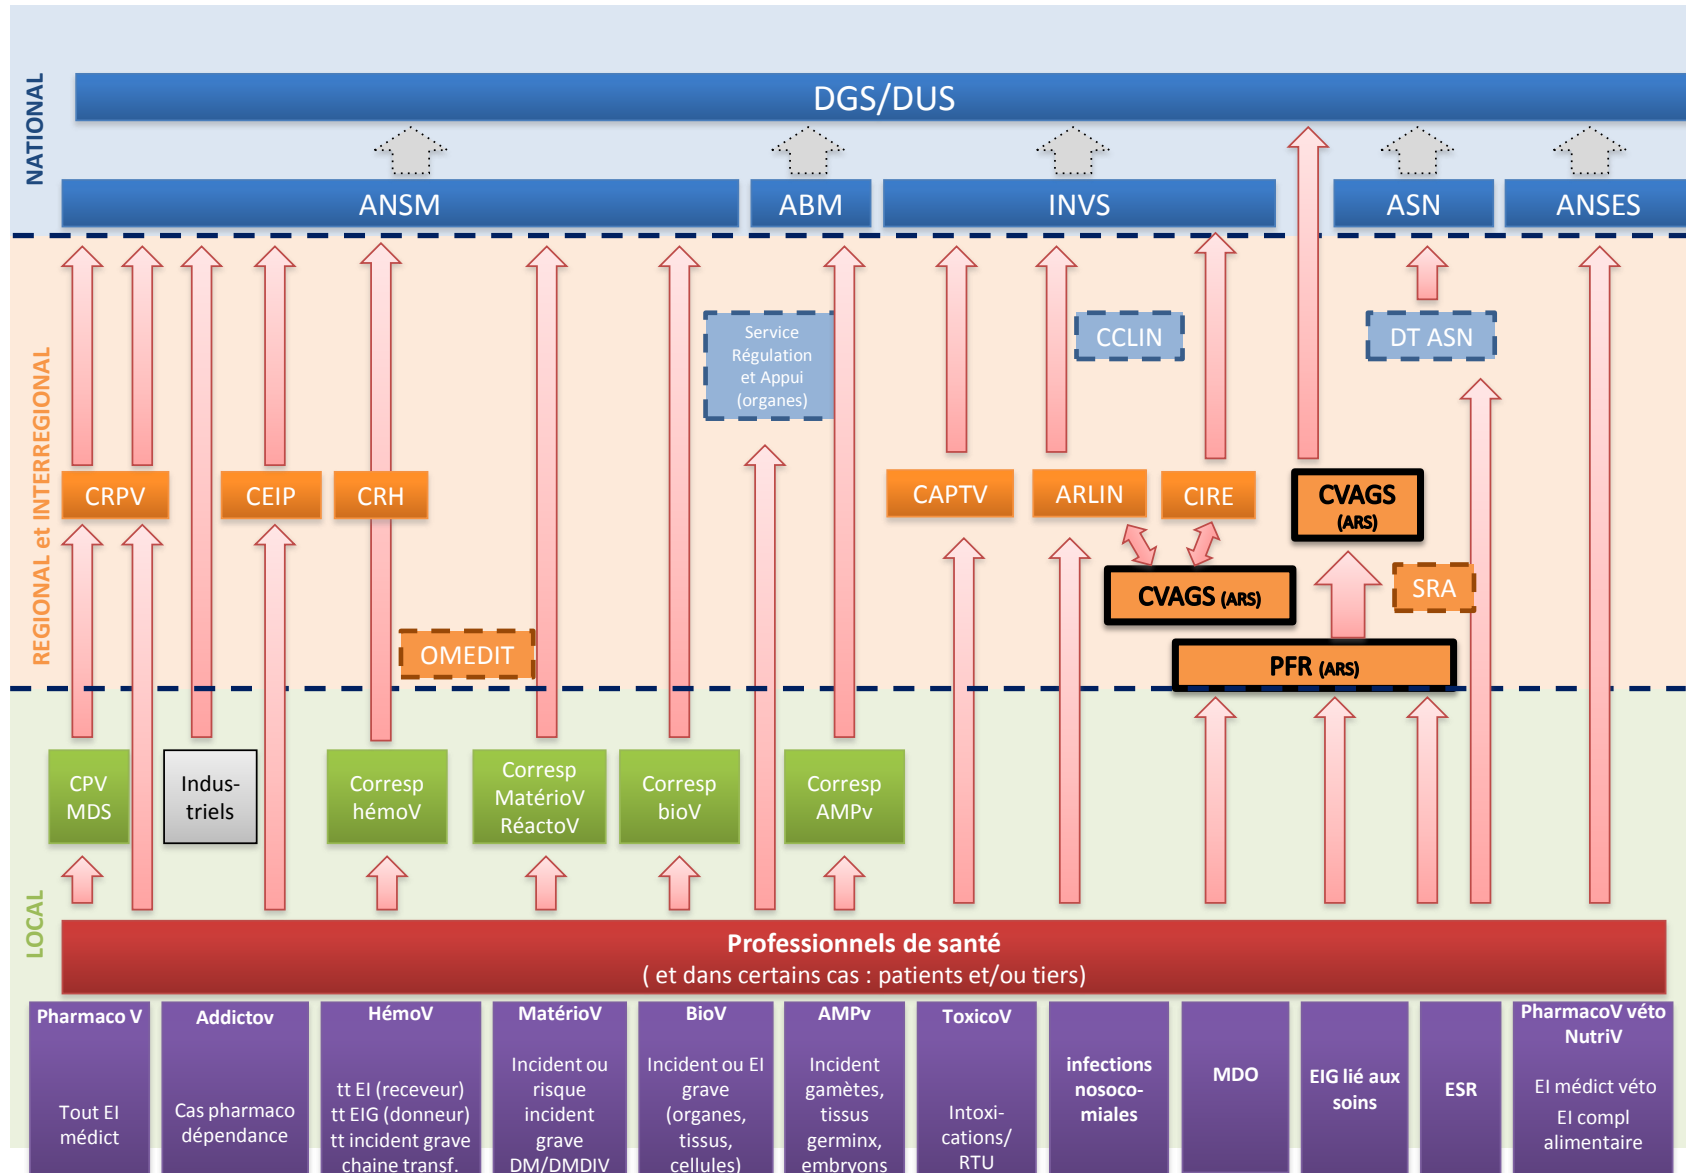 NATIONAL
DGS/DUS
ANSM
ABM
INVS
ASN
ANSES
REGIONAL et INTERREGIONAL
Service
Régulation
et Appui
(organes)
CCLIN
DT ASN
CRPV
CEIP
CRH
CAPTV
ARLIN
CIRE
CVAGS
(ARS)
CVAGS (ARS)
SRA
OMEDIT
PFR (ARS)
LOCAL
CPV
MDS
Indus-
triels
Corresp
hémoV
Corresp
MatérioV
RéactoV
Corresp
bioV
Corresp
AMPv
Professionnels de santé
( et dans certains cas : patients et/ou tiers)
Pharmaco V
Tout EI
médict
Addictov
Cas pharmaco
dépendance
HémoV
tt EI (receveur)
tt EIG (donneur)
tt incident grave
chaine transf.
MatérioV
Incident ou
risque
incident
grave
DM/DMDIV
BioV
Incident ou EI
grave
(organes,
tissus,
cellules)
AMPv
Incident
gamètes,
tissus
germinx,
embryons
ToxicoV
Intoxi-
cations/
RTU
infections
nosoco-
miales
MDO
EIG lié aux
soins
ESR
PharmacoV véto
NutriV
EI médict véto
EI compl
alimentaire